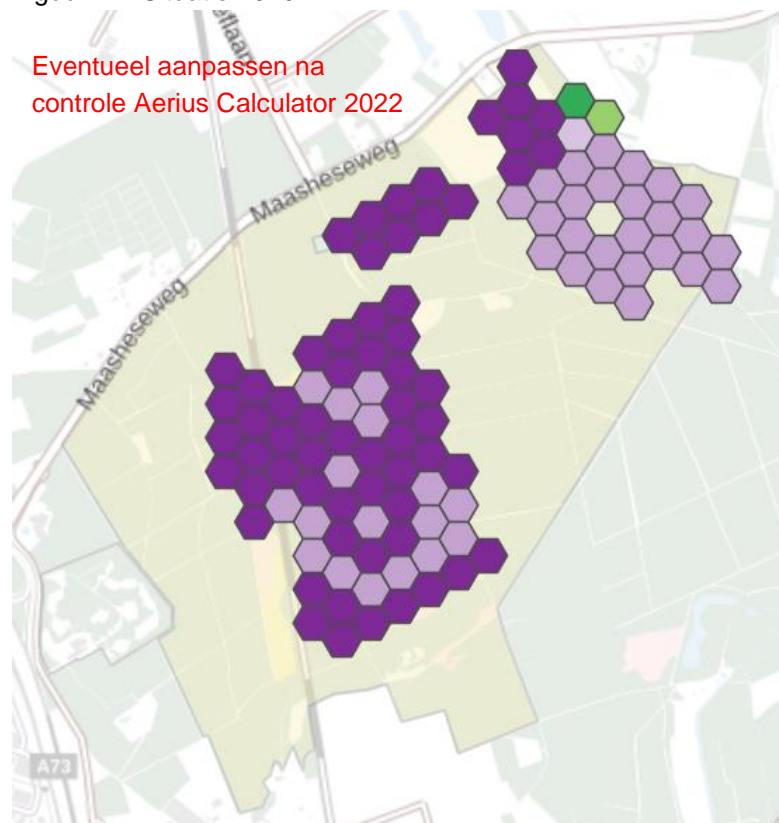 Eventueel aanpassen na
controle Aerius Calculator 2022
Maasheseweg
Maasheseweg
A73